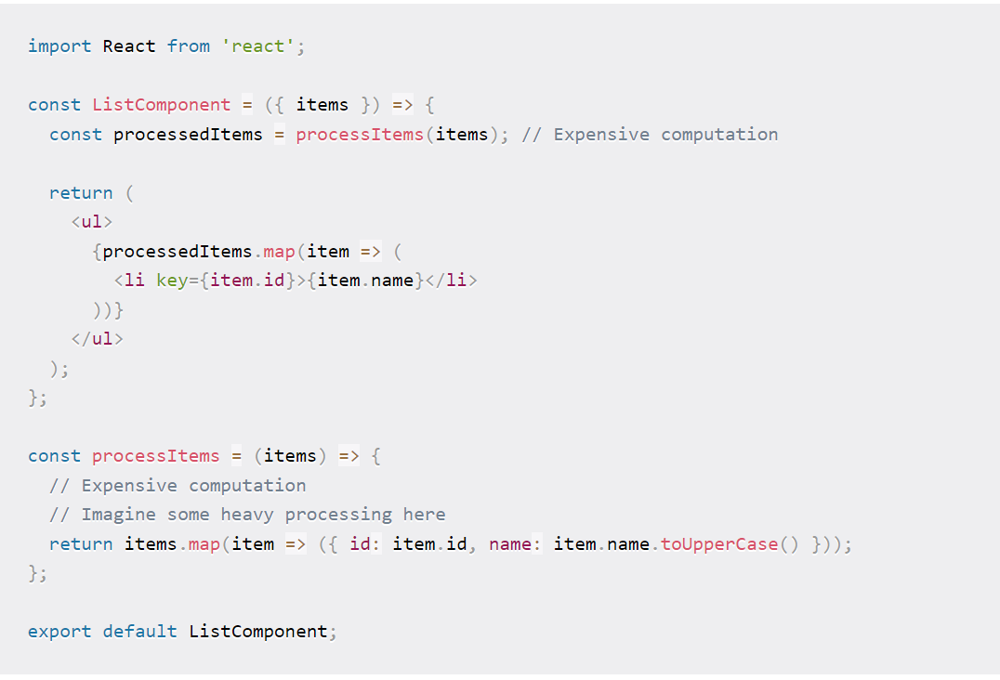 import React from 'react';
const ListComponent = ({ items }) => {
  const processedItems = processItems(items); // Expensive computation
  return (
    <ul>
      {processedItems.map(item => (
        <li key={item.id}>{item.name}</li>
      ))}
    </ul>
  );
};
const processItems = (items) => {
  // Expensive computation
  // Imagine some heavy processing here
  return items.map(item => ({ id: item.id, name: item.name.toUpperCase() }));
};
export default ListComponent;